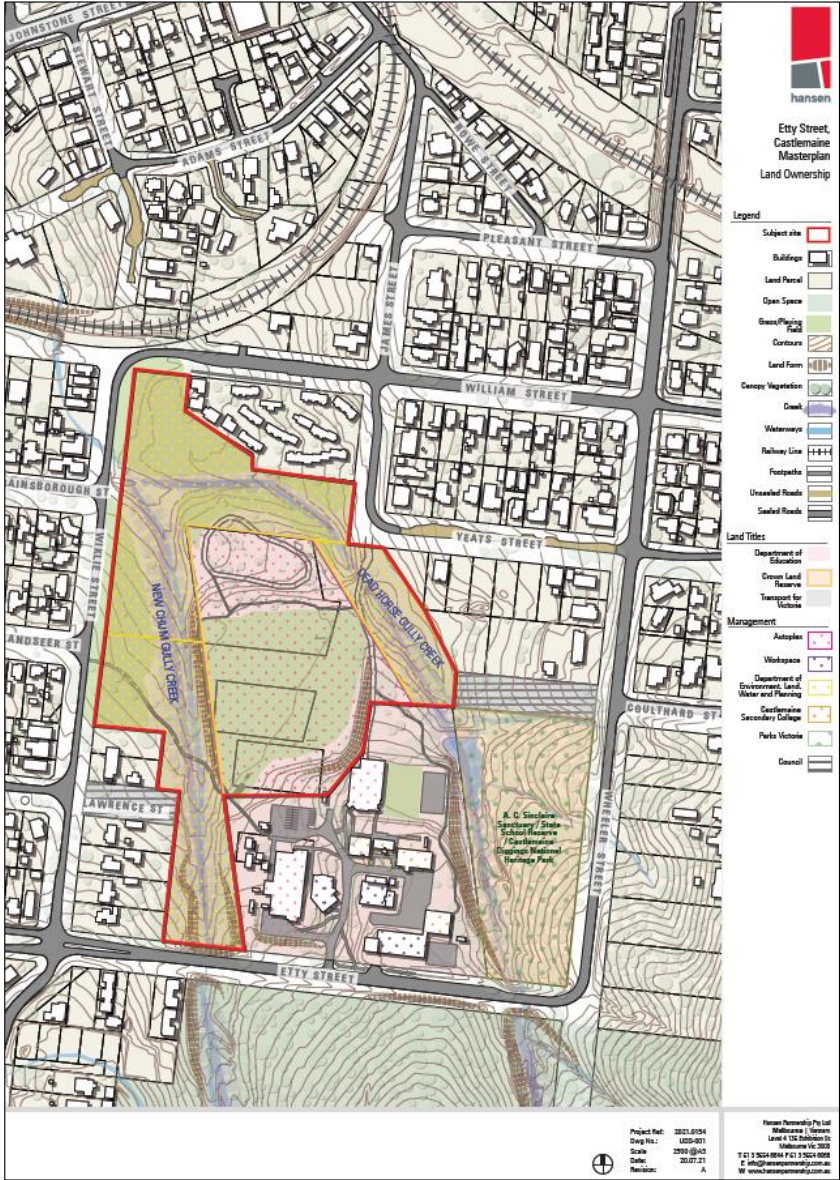 JOHNSTONE STREET
STEWART STREET
ADAMS STREET
ROWE STREET
PLEASANT STREET
JAMES STREET
WILLIAM STREET
AINSBOROUGH ST
WIKLIE STREET
YEATS STREET
NEW CHUM GULLY CREEK
DEAD HORSE GULLY CREEK
ANDSEER ST
COULTHARD ST
LAWRENCE ST
WHEELER STREET
A. C. Sinclaire
Sanctuary / State
School Reserve
/ Castlemaine
Diggings National
Heritage Park
ETTY STREET
hansen
Etty Street,
Castlemaine
Masterplan
Land Ownership
Legend
Subject site
Buildings
Land Parcel
Open Space
Grass/Playing
Field
Contours
Land Form
Canopy Vegetation
Creek
Waterways
Railway Line
Footpaths
Unsealed Roads
Sealed Roads
Land Titles
Department of
Education
Crown Land
Reserve
Transport for
Victoria
Management
Autoplex
Workspace
Department of
Environment, Land,
Water and Planning
Castlemaine
Secondary College
Parks Victoria
Council
Project Ref: 2021.0194
Dwg No.: UDD-001
Scale 2500 @A3
Date: 20.07.21
Revision: A
Hansen Partnership Pty Ltd
Melbourne | Vietnam
Level 4 136 Exhibition St
Melbourne Vic 3000
E info@hansenpartnership.com.au
W www.hansenpartnership.com.au